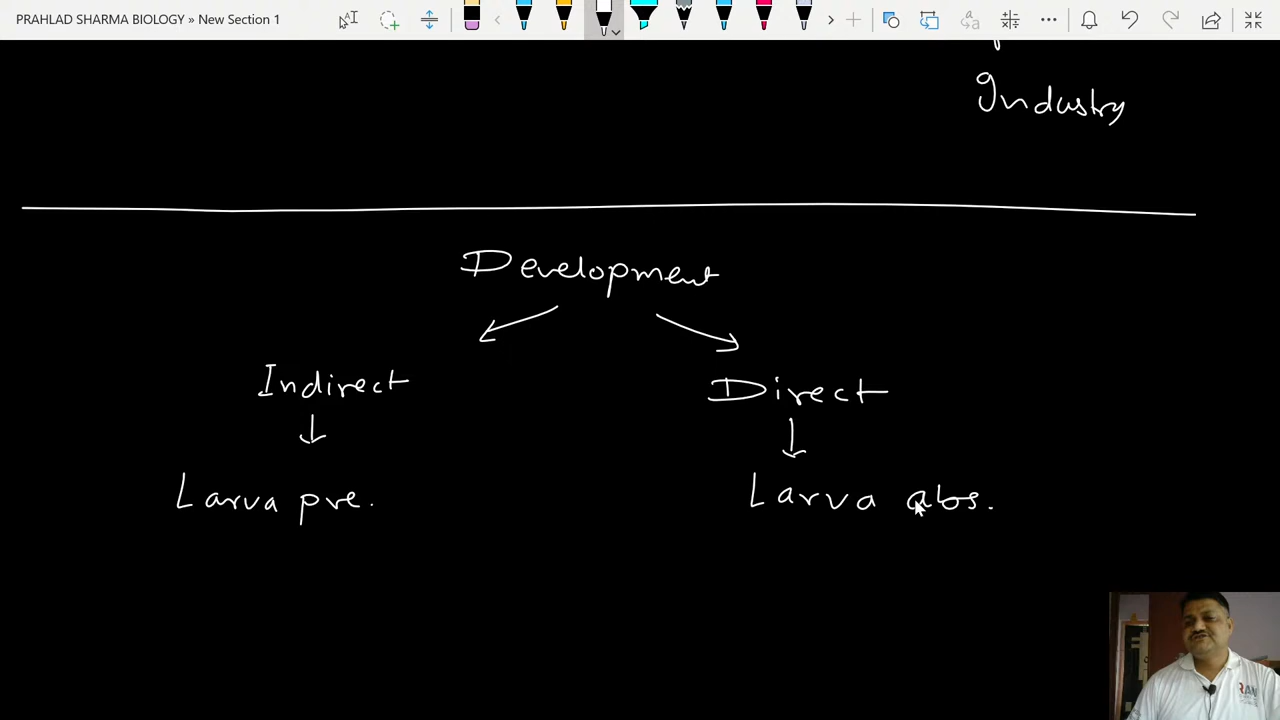 PRAHLAD SHARMA BIOLOGY » New Section 1
Industry
Development
Indirect Direct
Larva pre. Larva abs.